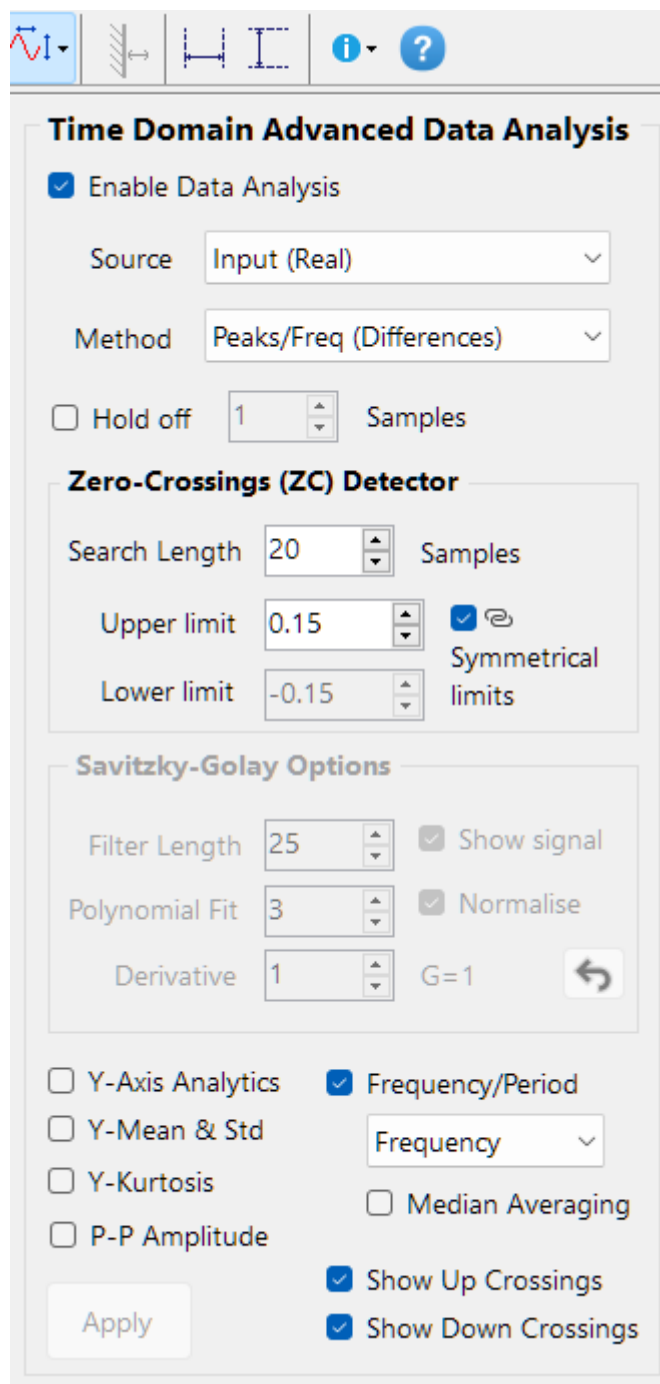 Time Domain Advanced Data Analysis
Enable Data Analysis
Source Input (Real)
Method Peaks/Freq (Differences)
Hold off 1 Samples
Zero-Crossings (ZC) Detector
Search Length 20 Samples
Upper limit 0.15
Symmetrical
Lower limit -0.15 limits
Savitzky-Golay Options
Filter Length 25 Show signal
Polynomial Fit 3 Normalise
Derivative 1 G=1
Y-Axis Analytics Frequency/Period
Y-Mean & Std Frequency
Y-Kurtosis
Median Averaging
P-P Amplitude
Show Up Crossings
Apply
Show Down Crossings